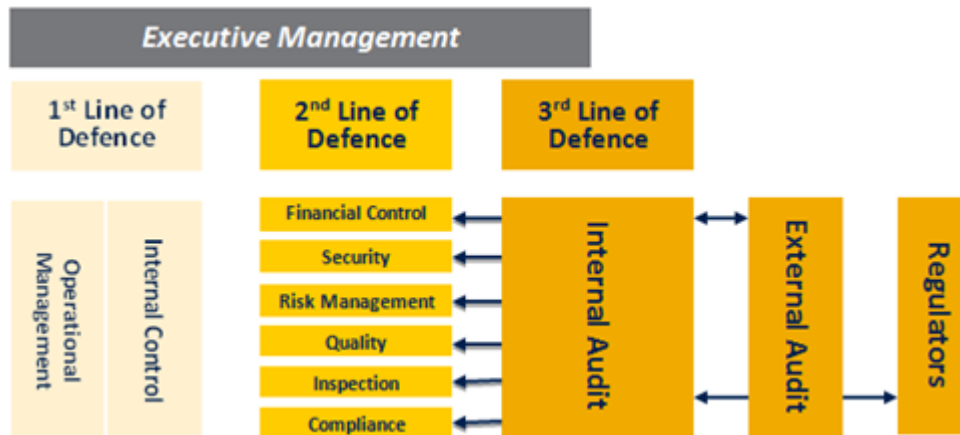 Executive Management
1st Line of
Defence
2nd Line of
Defence
3rd Line of
Defence
Operational
Management
Internal Control
Financial Control
Security
Risk Management
Quality
Inspection
Compliance
Internal Audit
External Audit
Regulators